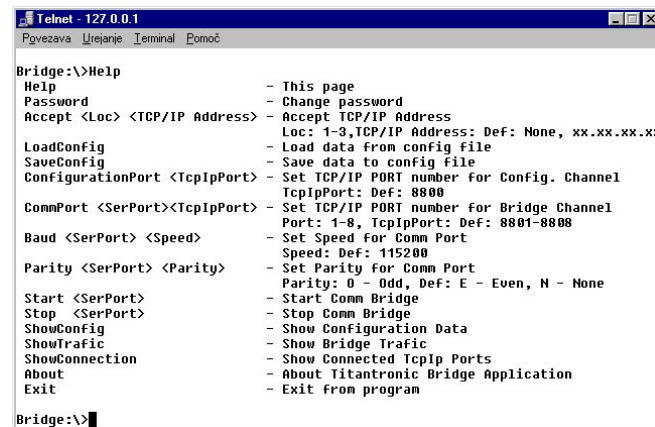 Telnet - 127.0.0.1
Povezava Urejanje Terminal Pomoč
Bridge:\>Help
Help - This page
Password - Change password
Accept <Loc> <TCP/IP Address> - Accept TCP/IP Address
Loc: 1-3,TCP/IP Address: Def: None, xx.xx.xx.x
LoadConfig - Load data from config file
SaveConfig - Save data to config file
ConfigurationPort <TcpIpPort> - Set TCP/IP PORT number for Config. Channel
TcpIpPort: Def: 8800
CommPort <SerPort><TcpIpPort> - Set TCP/IP PORT number for Bridge Channel
Port: 1-8, TcpIpPort: Def: 8801-8808
Baud <SerPort> <Speed> - Set Speed for Comm Port
Speed: Def: 115200
Parity <SerPort> <Parity> - Set Parity for Comm Port
Parity: O - Odd, Def: E - Even, N - None
Start <SerPort> - Start Comm Bridge
Stop <SerPort> - Stop Comm Bridge
ShowConfig - Show Configuration Data
ShowTrafic - Show Bridge Trafic
ShowConnection - Show Connected TcpIp Ports
About - About Titantronic Bridge Application
Exit - Exit from program
Bridge:\>